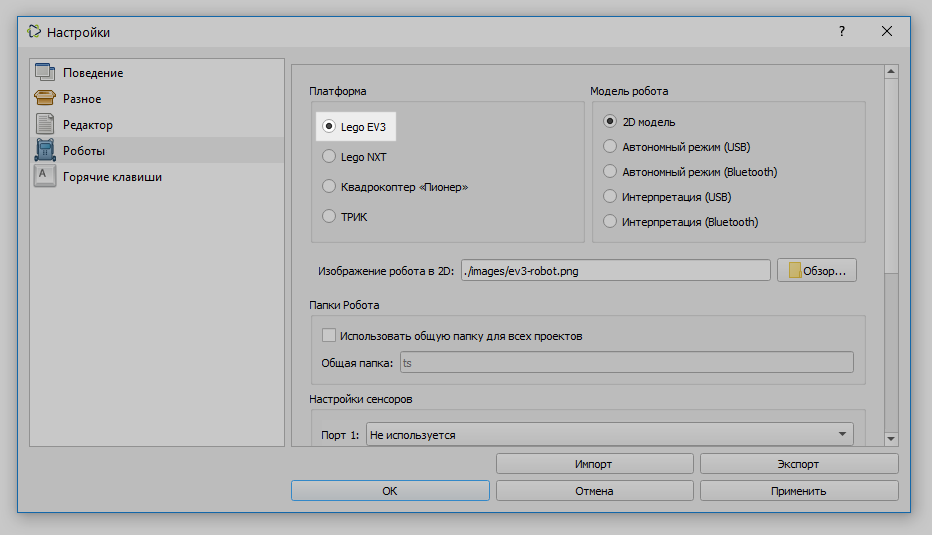 Настройки
?
Поведение
Разное
Редактор
Роботы
A
Горячие клавиши
Платформа
Lego EV3
Lego NXT
Квадрокоптер «Пионер»
ТРИК
Модель робота
2D модель
Автономный режим (USB)
Автономный режим (Bluetooth)
Интерпретация (USB)
Интерпретация (Bluetooth)
Изображение робота в 2D: ./images/ev3-robot.png Обзор...
Папки Робота
Использовать общую папку для всех проектов
Общая папка: ts
Настройки сенсоров
Порт 1: Не используется
Импорт Экспорт
ОК Отмена Применить